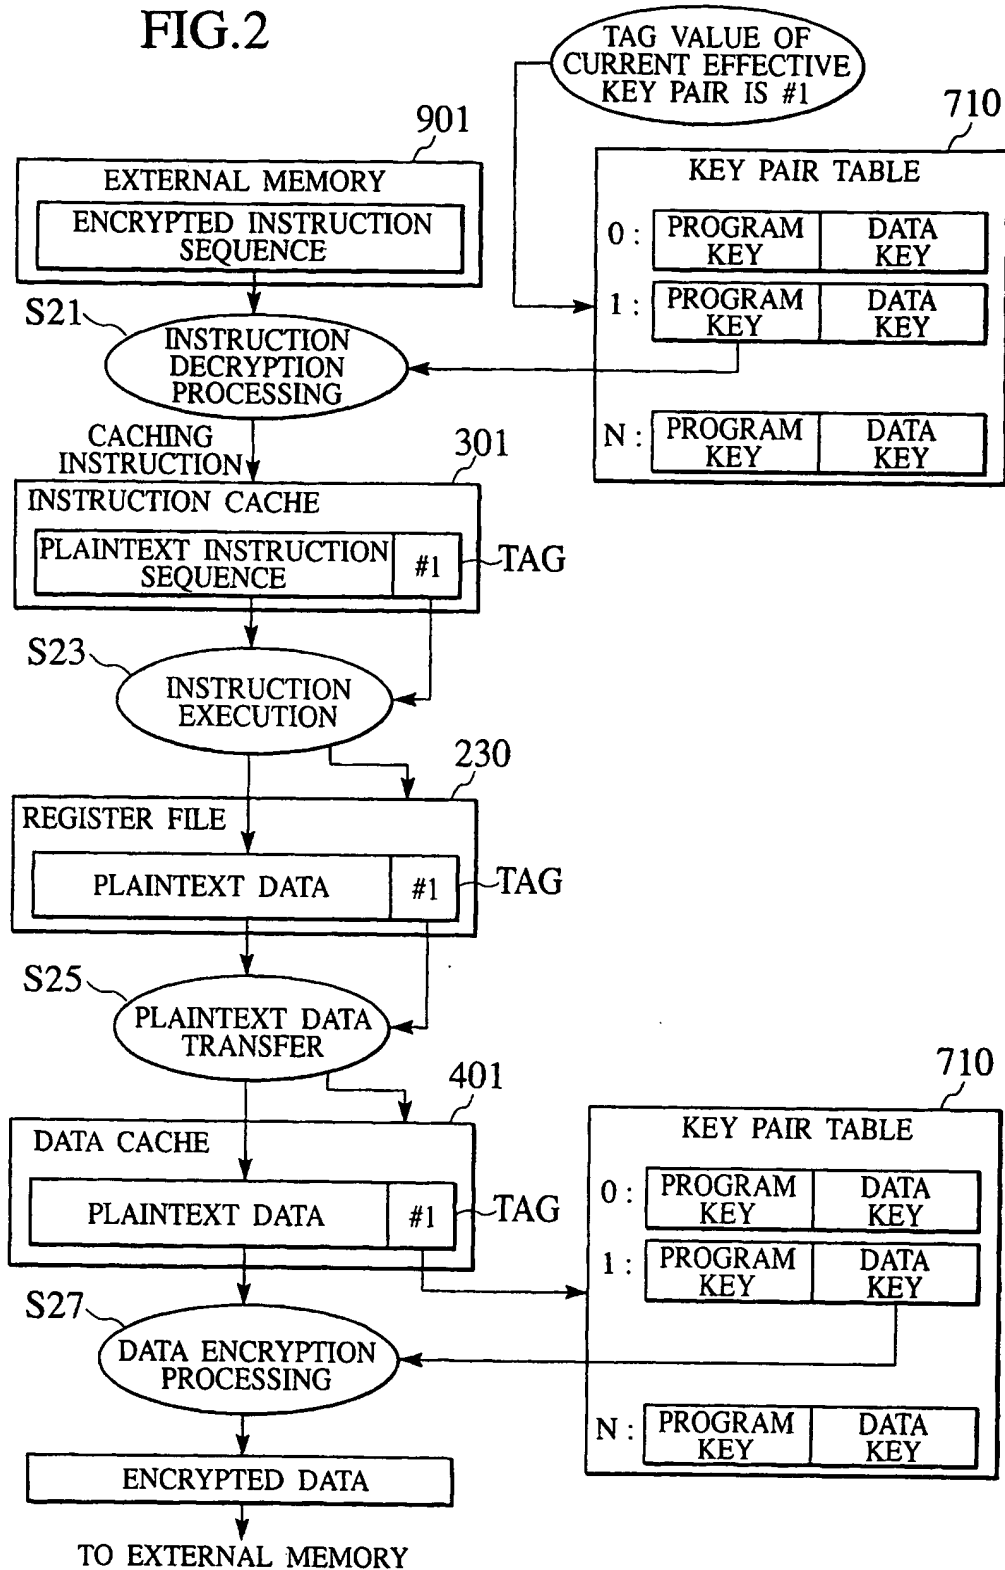 FIG.2
TAG VALUE OF
CURRENT EFFECTIVE
KEY PAIR IS #1
901
710
EXTERNAL MEMORY
ENCRYPTED INSTRUCTION
SEQUENCE
KEY PAIR TABLE
0 : PROGRAM KEY DATA KEY
1 : PROGRAM KEY DATA KEY
N : PROGRAM KEY DATA KEY
S21
INSTRUCTION
DECRYPTION
PROCESSING
CACHING
INSTRUCTION
301
INSTRUCTION CACHE
PLAINTEXT INSTRUCTION
SEQUENCE
#1
TAG
S23
INSTRUCTION
EXECUTION
230
REGISTER FILE
PLAINTEXT DATA #1 TAG
S25
PLAINTEXT DATA
TRANSFER
401
710
DATA CACHE
PLAINTEXT DATA #1 TAG
KEY PAIR TABLE
0 : PROGRAM KEY DATA KEY
1 : PROGRAM KEY DATA KEY
N : PROGRAM KEY DATA KEY
S27
DATA ENCRYPTION
PROCESSING
ENCRYPTED DATA
TO EXTERNAL MEMORY